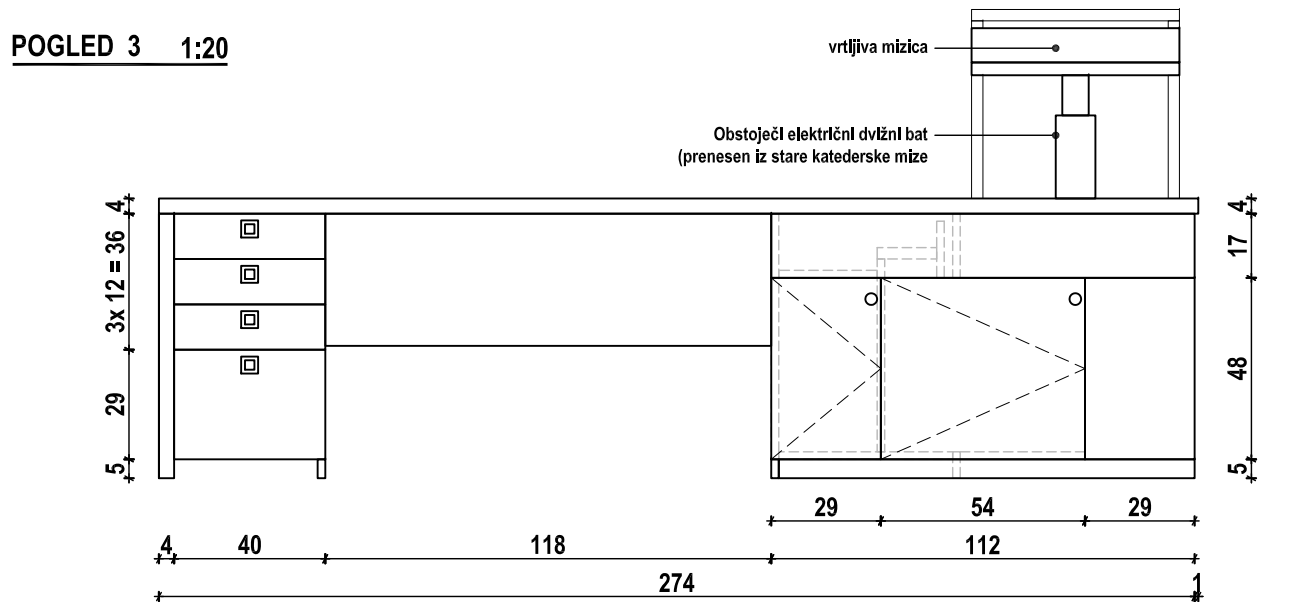 POGLED 3 1:20
vrtljiva mizica
Obstoječi električni dvižni bat
(prenesen iz stare katederske mize
4
3x 12 = 36
29
5
4
17
48
5
29 54 29
4 40 118 112
274 1